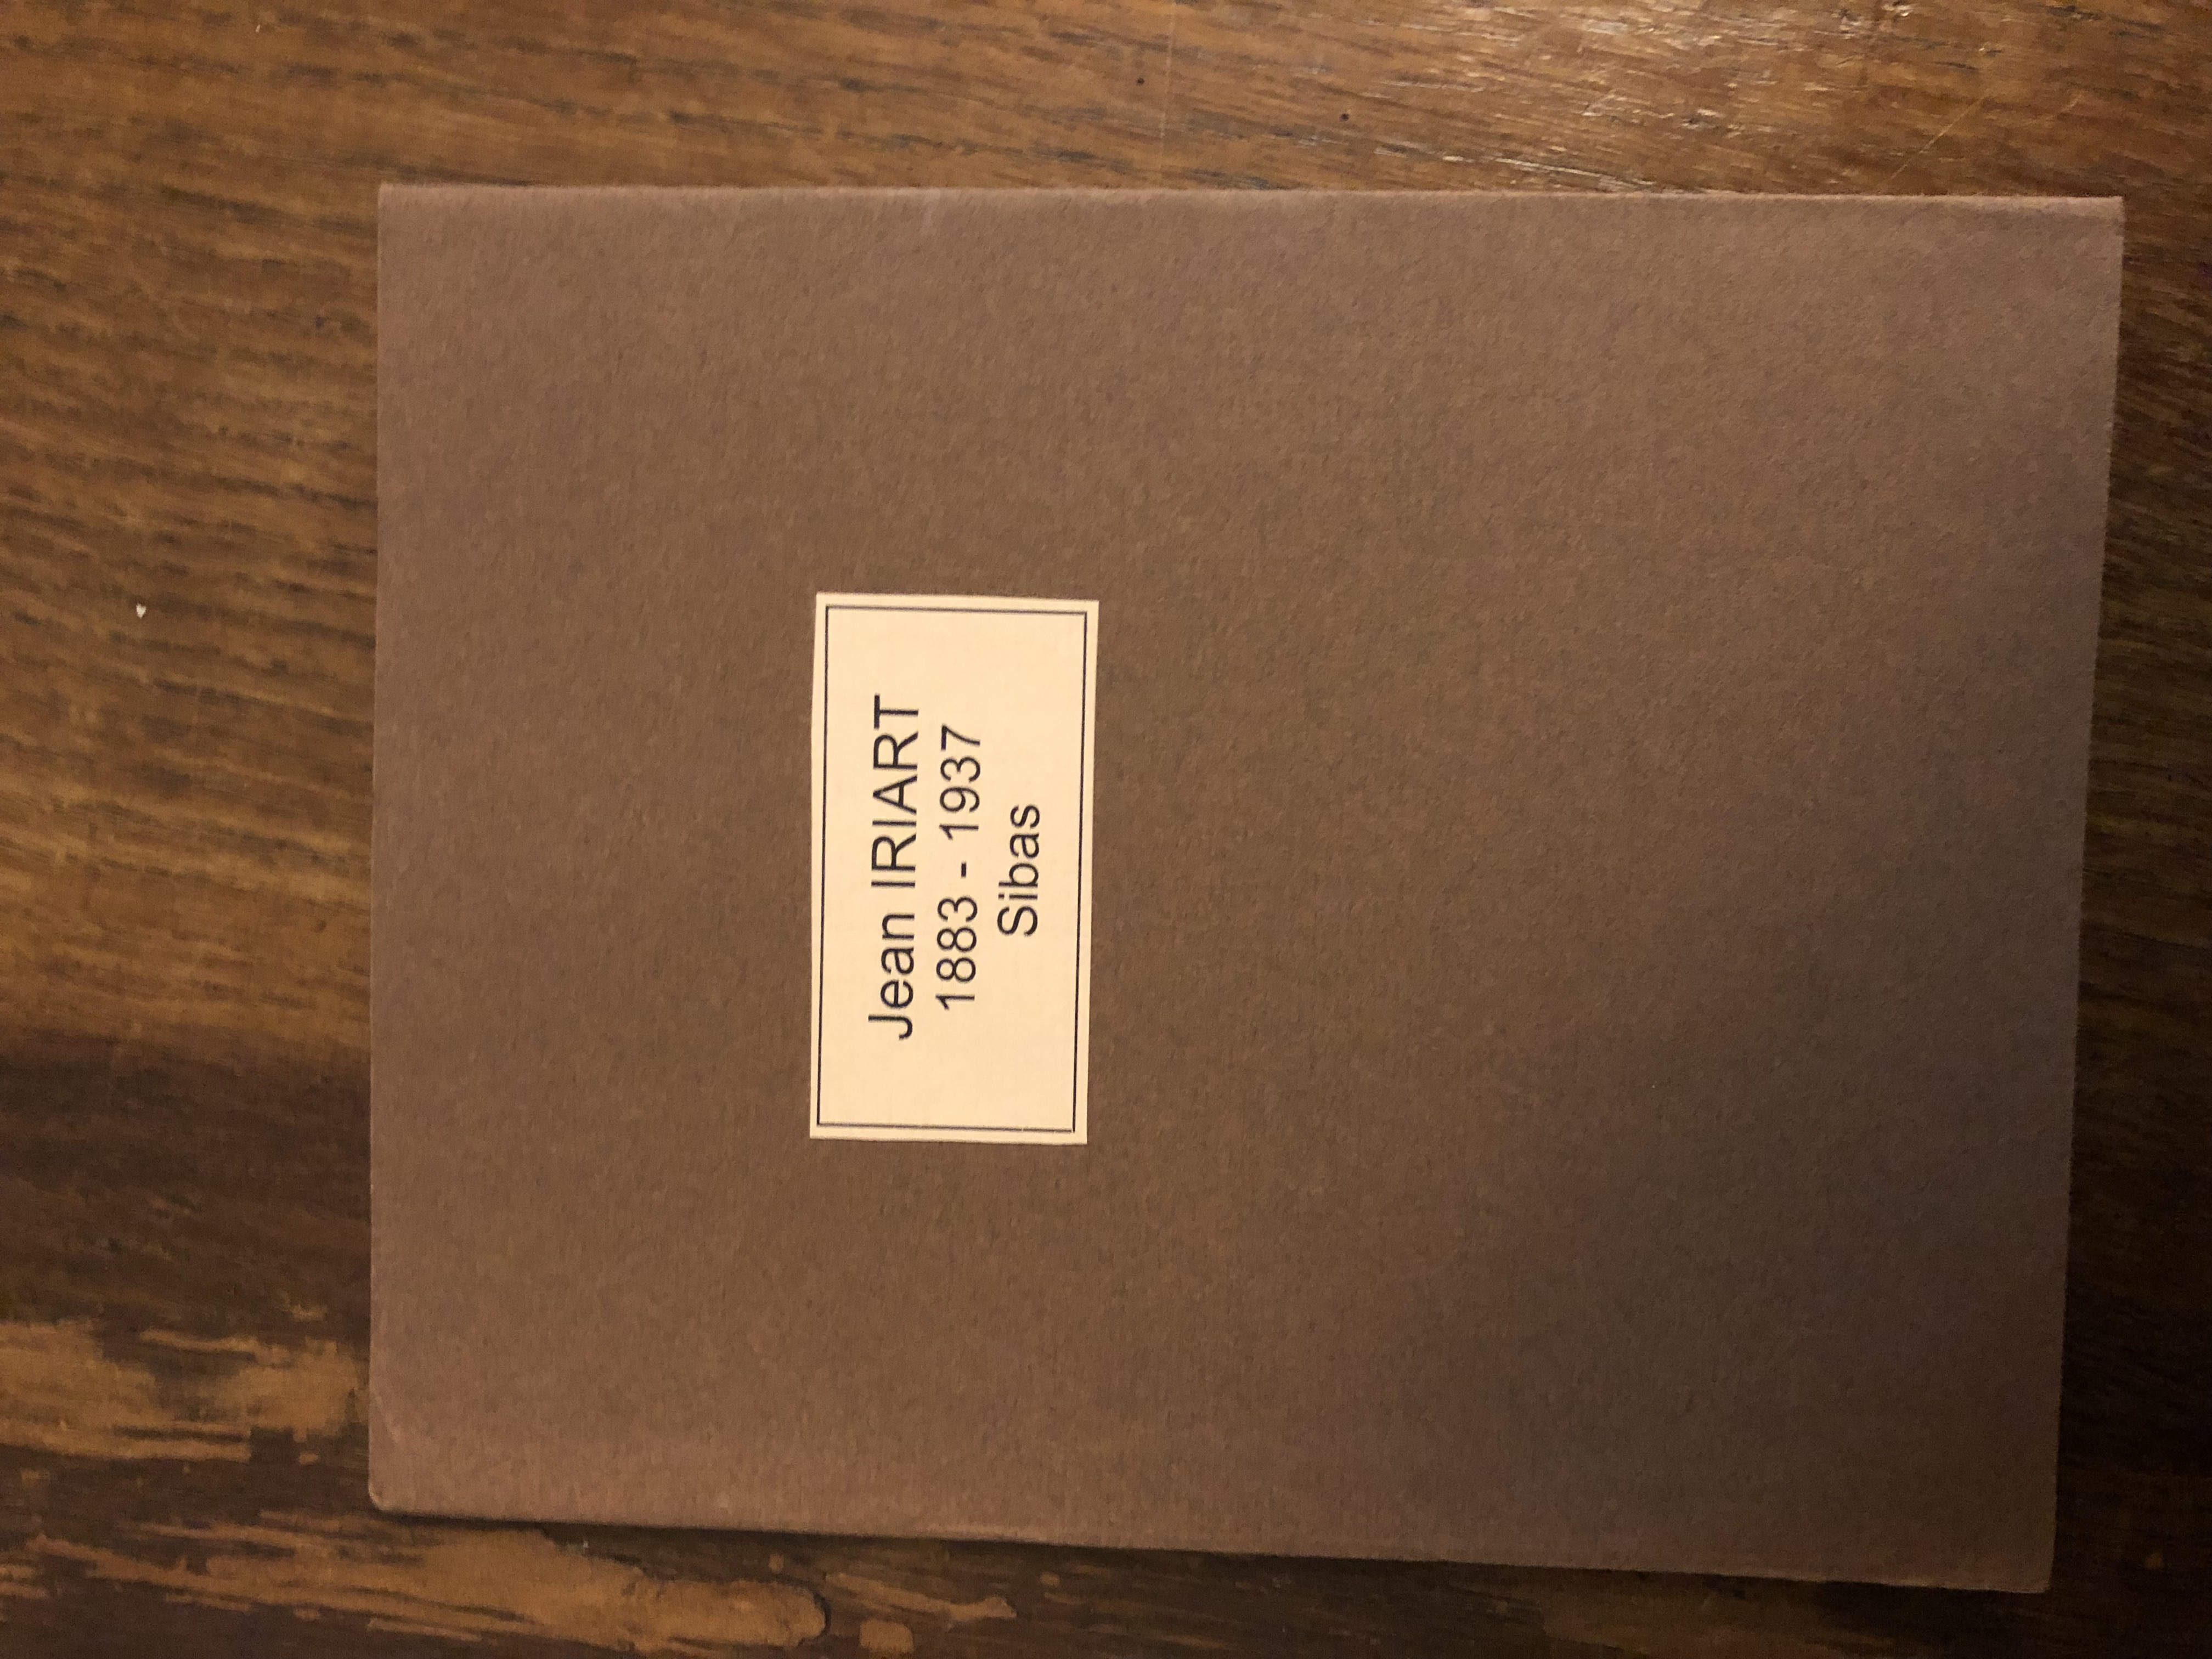 Jean IRIART
1883 - 1937
Sibas